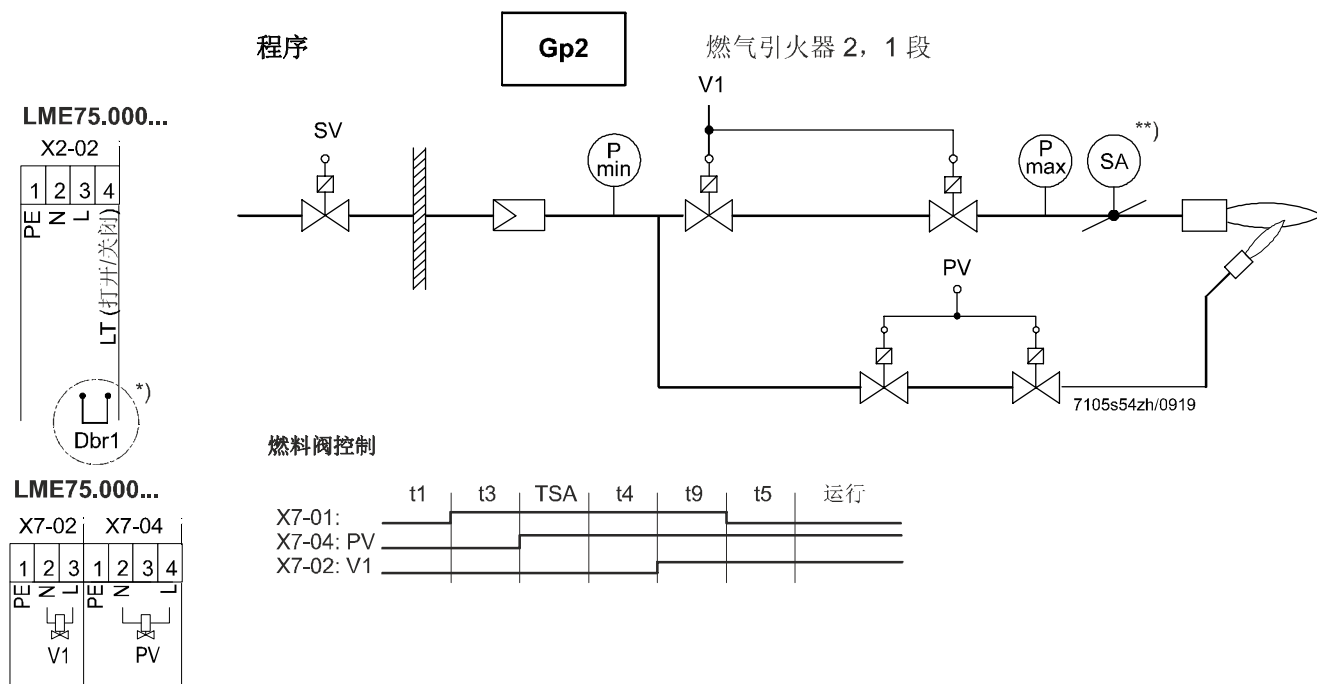 程序
Gp2
燃气引火器 2，1 段
LME75.000...
X2-02
1 2 3 4
PE
N
L
LT (打开/关闭)
*)
Dbr1
SV
P
min
V1
P
max
SA
**)
PV
7105s54zh/0919
燃料阀控制
t1 t3 TSA t4 t9 t5 运行
X7-01:
X7-04: PV
X7-02: V1
LME75.000...
X7-02 X7-04
1 2 3 1 2 3 4
PE N L PE N L
V1 PV